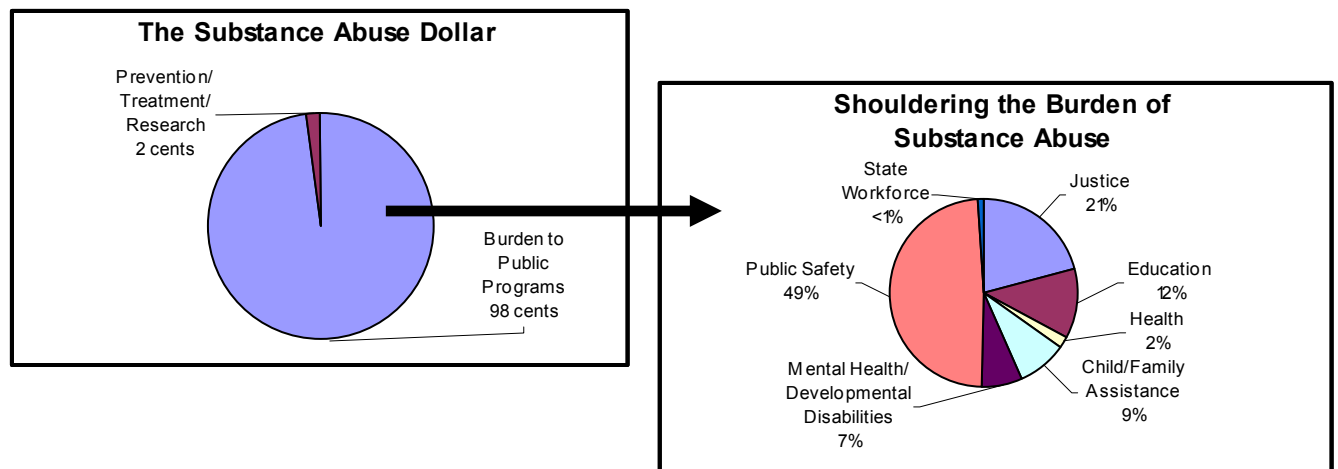 The Substance Abuse Dollar
Prevention/
Treatment/
Research
2 cents
Burden to
Public
Programs
98 cents
Shouldering the Burden of
Substance Abuse
State
Workforce
<1%
Justice
21%
Public Safety
49%
Education
12%
Health
2%
Child/Family
Assistance
9%
Mental Health/
Developmental
Disabilities
7%